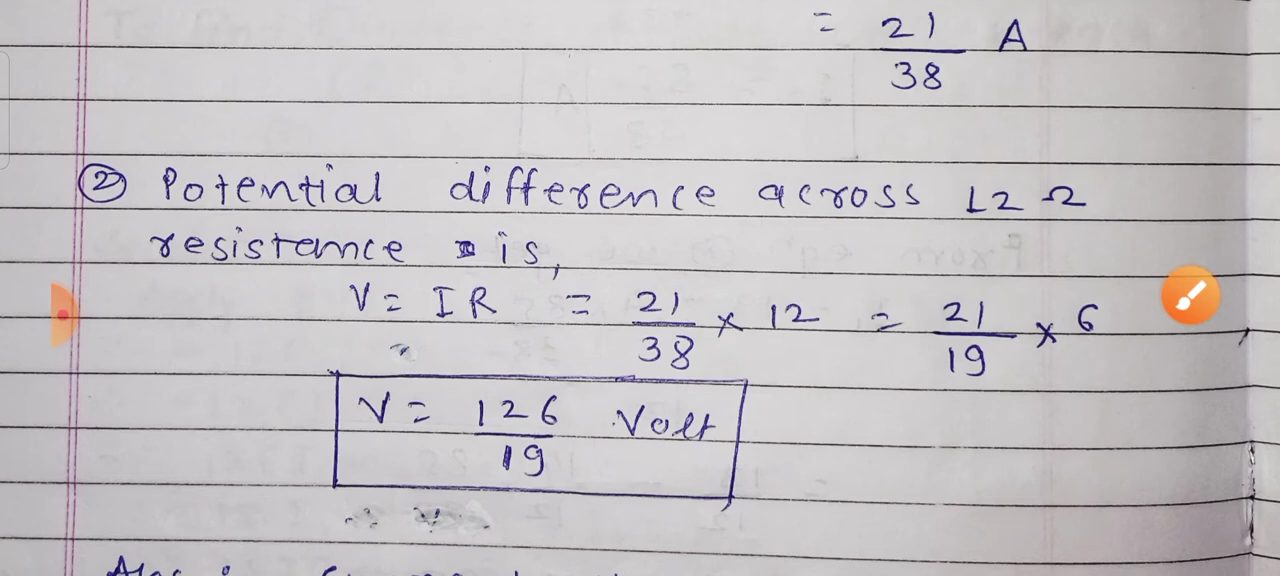 = 21/38 A
② Potential difference across 12 Ω
resistance is,
V = IR = 21/38 × 12 = 21/19 × 6
V = 126/19 Volt